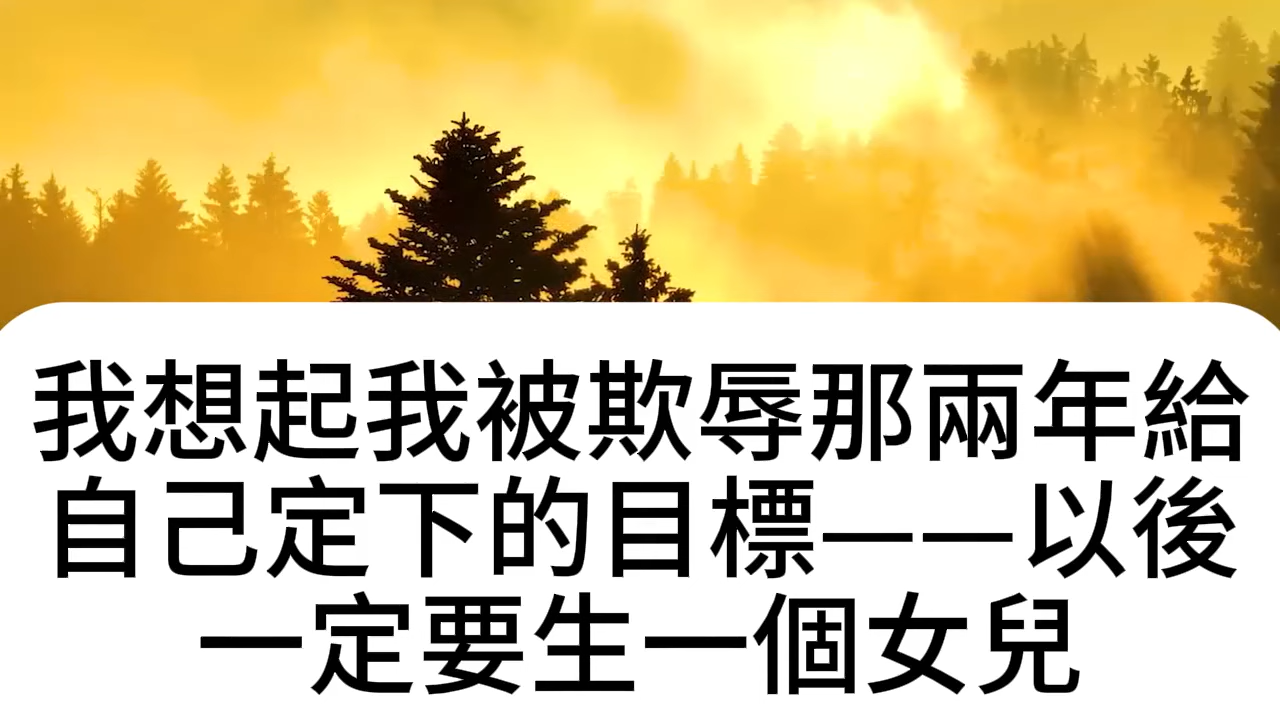 我想起我被欺辱那兩年給
自己定下的目標——以後
一定要生一個女兒